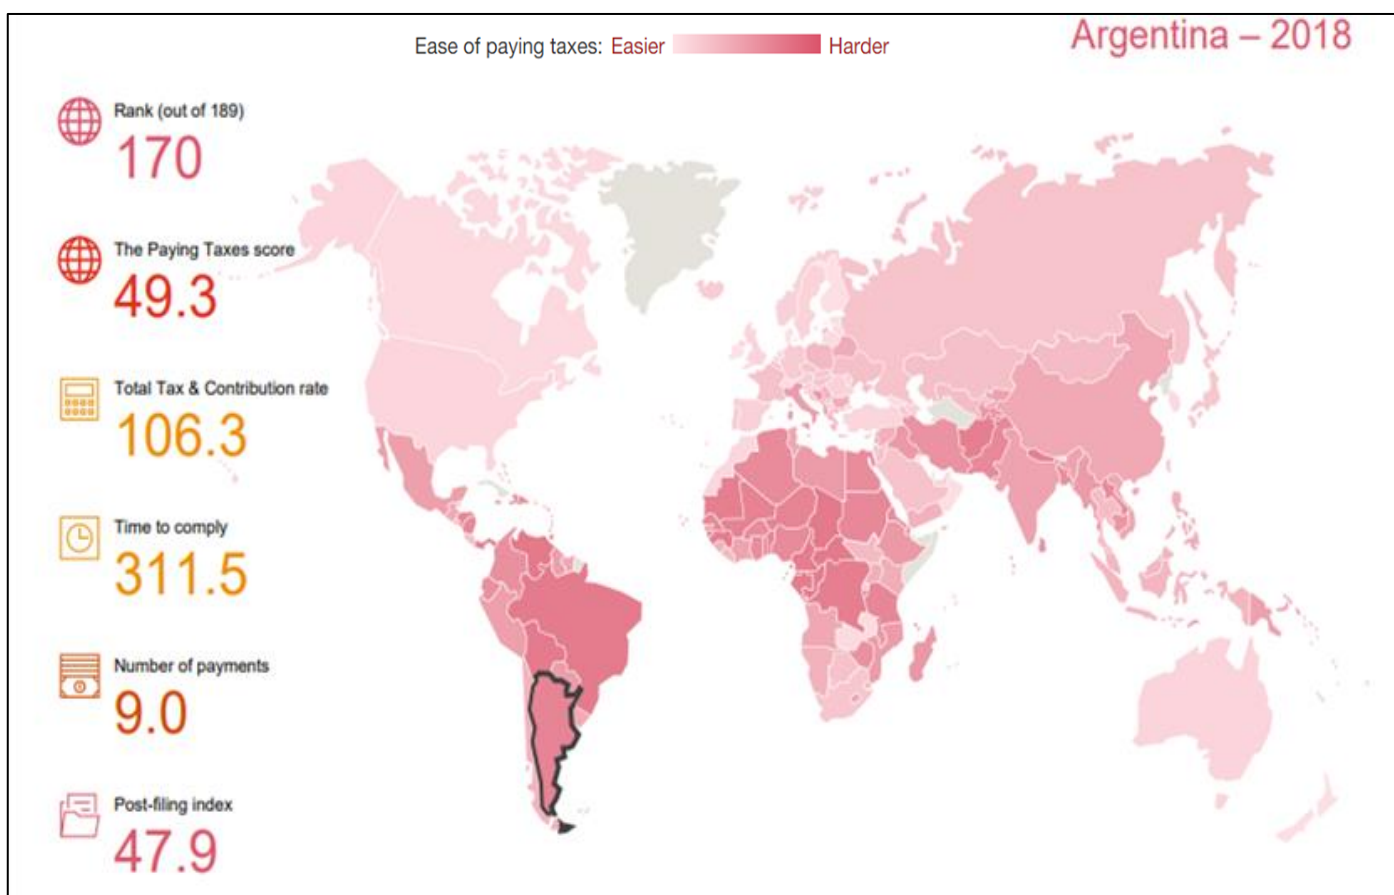 Ease of paying taxes: Easier Harder
Argentina – 2018
Rank (out of 189)
170
The Paying Taxes score
49.3
Total Tax & Contribution rate
106.3
Time to comply
311.5
Number of payments
9.0
Post-filing index
47.9